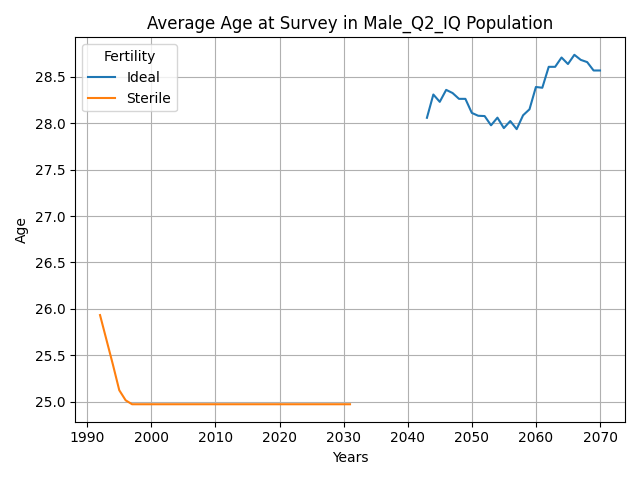 Average Age at Survey in Male_Q2_IQ Population
Fertility
Ideal
Sterile
28.5
28.0
27.5
27.0
26.5
26.0
25.5
25.0
Age
1990 2000 2010 2020 2030 2040 2050 2060 2070
Years